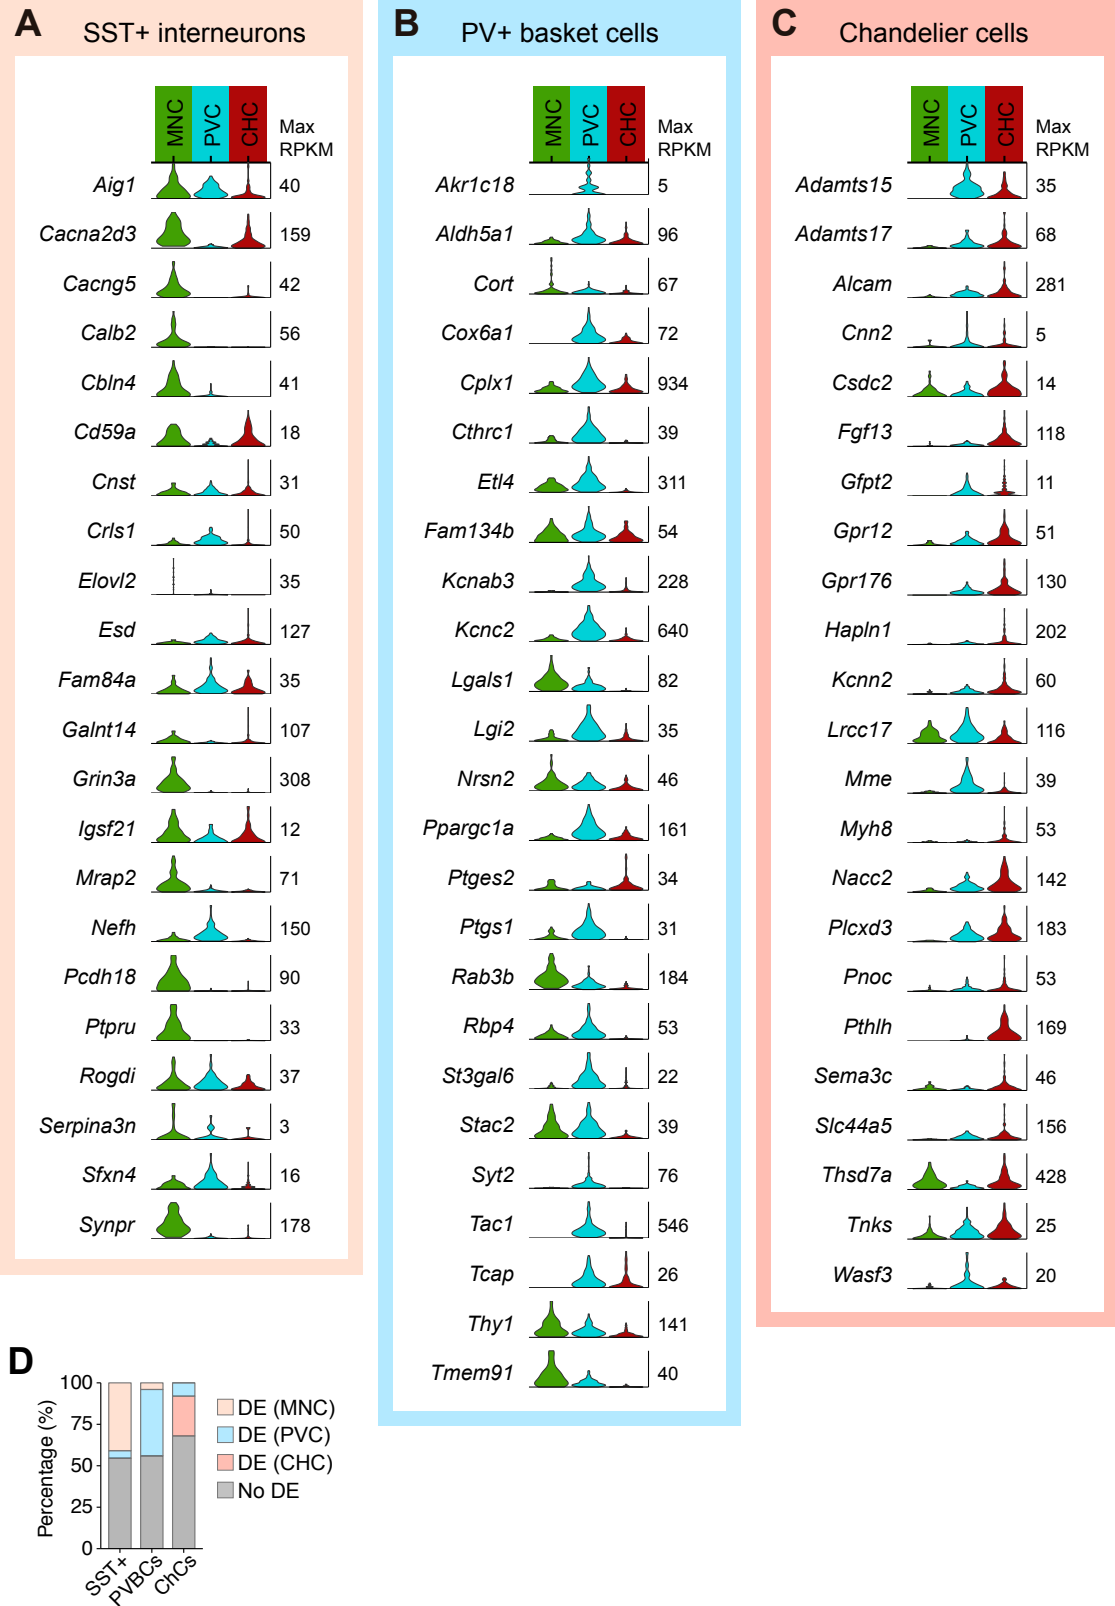 A SST+ interneurons
MNC PVC CHC
Max
RPKM
Aig1 40
Cacna2d3 159
Cacng5 42
Calb2 56
Cbln4 41
Cd59a 18
Cnst 31
Crls1 50
Elovl2 35
Esd 127
Fam84a 35
Galnt14 107
Grin3a 308
Igsf21 12
Mrap2 71
Nefh 150
Pcdh18 90
Ptpru 33
Rogdi 37
Serpina3n 3
Sfxn4 16
Synpr 178
B PV+ basket cells
MNC PVC CHC
Max
RPKM
Akr1c18 5
Aldh5a1 96
Cort 67
Cox6a1 72
Cplx1 934
Cthrc1 39
Etl4 311
Fam134b 54
Kcnab3 228
Kcnc2 640
Lgals1 82
Lgi2 35
Nrsn2 46
Ppargc1a 161
Ptges2 34
Ptgs1 31
Rab3b 184
Rbp4 53
St3gal6 22
Stac2 39
Syt2 76
Tac1 546
Tcap 26
Thy1 141
Tmem91 40
C Chandelier cells
MNC PVC CHC
Max
RPKM
Adamts15 35
Adamts17 68
Alcam 281
Cnn2 5
Csdc2 14
Fgf13 118
Gfpt2 11
Gpr12 51
Gpr176 130
Hapln1 202
Kcnn2 60
Lrcc17 116
Mme 39
Myh8 53
Nacc2 142
Plcxd3 183
Pnoc 53
Pthlh 169
Sema3c 46
Slc44a5 156
Thsd7a 428
Tnks 25
Wasf3 20
D
Percentage (%)
100
75
50
25
0
SST+ PVBCs ChCs
DE (MNC)
DE (PVC)
DE (CHC)
No DE